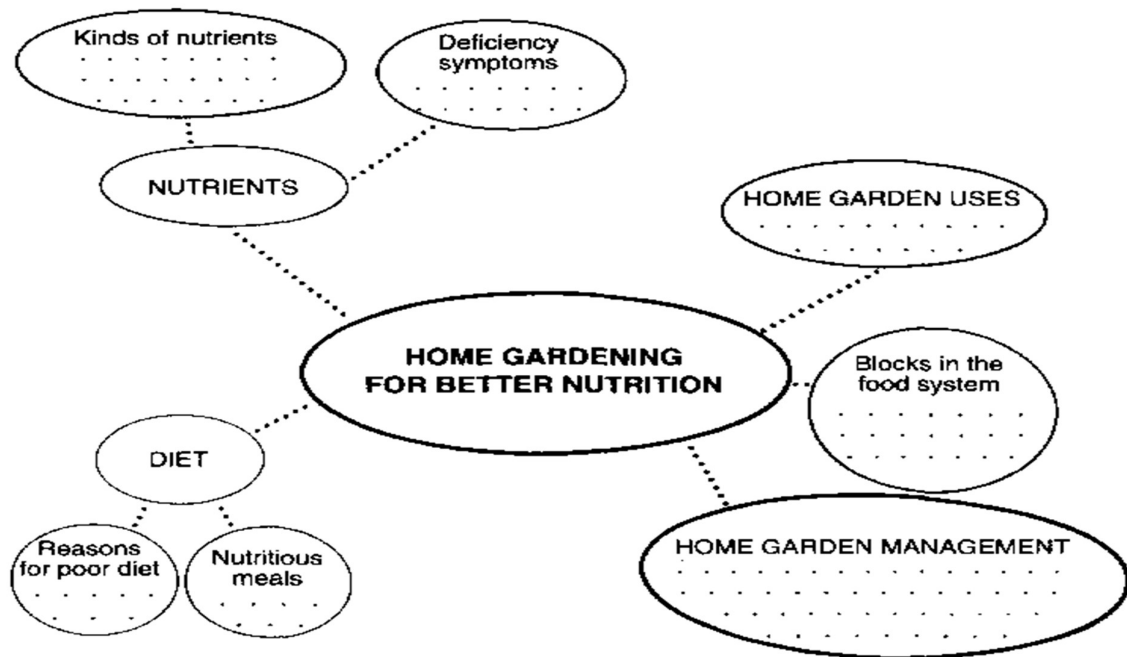 Kinds of nutrients
Deficiency
symptoms
NUTRIENTS
HOME GARDEN USES
HOME GARDENING
FOR BETTER NUTRITION
Blocks in the
food system
DIET
Reasons
for poor diet
Nutritious
meals
HOME GARDEN MANAGEMENT